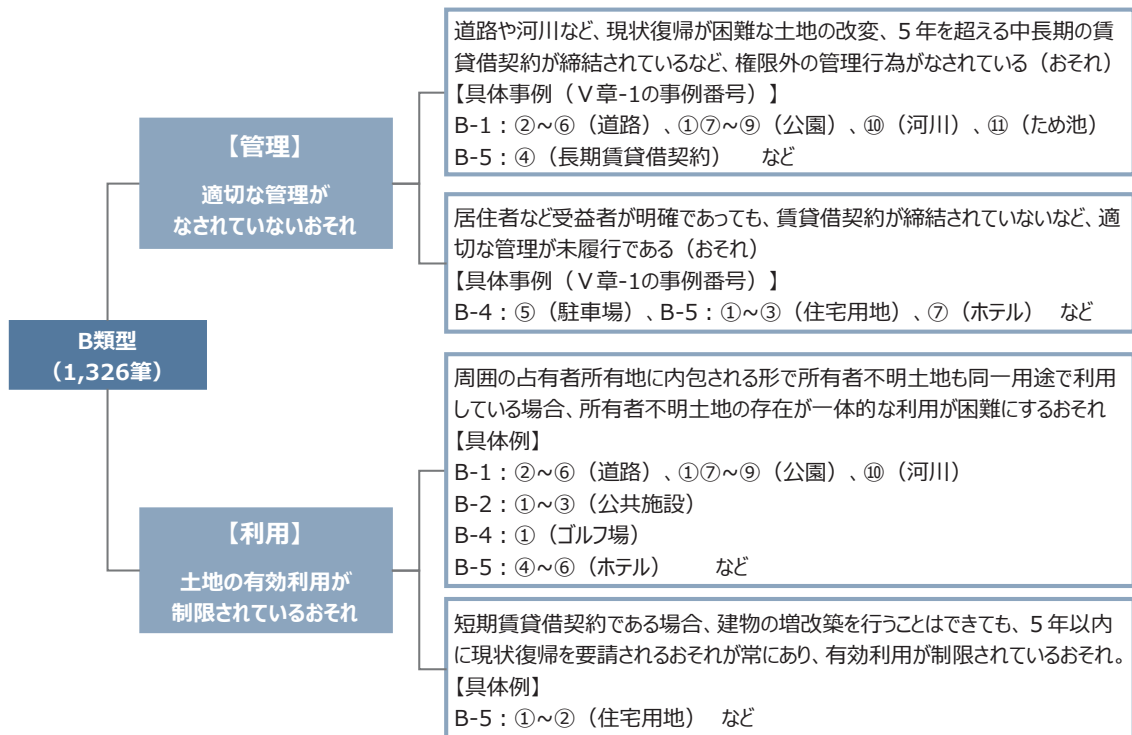 道路や河川など、現状復帰が困難な土地の改変、5年を超える中長期の賃
貸借契約が締結されているなど、権限外の管理行為がなされている（おそれ）
【具体事例（Ⅴ章-1の事例番号）】
B-1：②～⑥（道路）、①⑦～⑨（公園）、⑩（河川）、⑪（ため池）
B-5：④（長期賃貸借契約）　など
【管理】
適切な管理が
なされていないおそれ
居住者など受益者が明確であっても、賃貸借契約が締結されていないなど、適
切な管理が未履行である（おそれ）
【具体事例（Ⅴ章-1の事例番号）】
B-4：⑤（駐車場）、B-5：①～③（住宅用地）、⑦（ホテル）　など
B類型
（1,326筆）
周囲の占有者所有地に内包される形で所有者不明土地も同一用途で利用
している場合、所有者不明土地の存在が一体的な利用が困難にするおそれ
【具体例】
B-1：②～⑥（道路）、①⑦～⑨（公園）、⑩（河川）
B-2：①～③（公共施設）
B-4：①（ゴルフ場）
B-5：④～⑥（ホテル）　など
【利用】
土地の有効利用が
制限されているおそれ
短期賃貸借契約である場合、建物の増改築を行うことはできても、5年以内
に現状復帰を要請されるおそれが常にあり、有効利用が制限されているおそれ。
【具体例】
B-5：①～②（住宅用地）　など